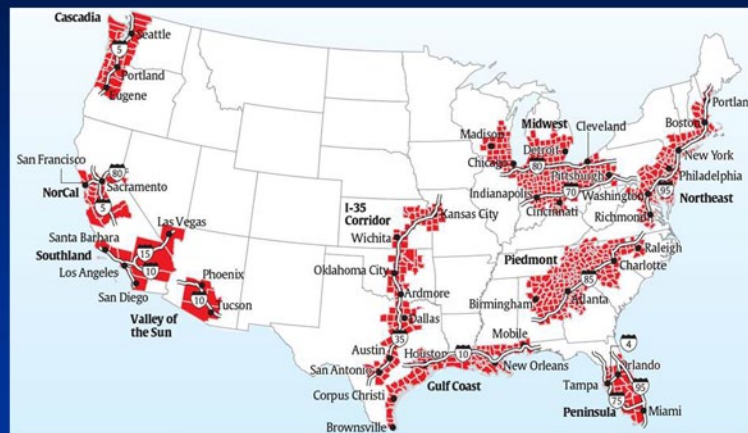 Cascadia
Seattle
5
Portland
Eugene
San Francisco
80
Sacramento
NorCal
5
Las Vegas
Santa Barbara
15
Southland
10
Los Angeles
San Diego
Phoenix
10
Tucson
Valley of
the Sun
I-35
Corridor
Kansas City
Wichita
Oklahoma City
Ardmore
Dallas
35
Austin
San Antonio
Corpus Christi
Brownsville
Houston
10
Mobile
New Orleans
Gulf Coast
Madison
Midwest
Cleveland
Detroit
Chicago
80
Pittsburgh
Indianapolis
70
Cincinnati
Portland
Boston
New York
Philadelphia
Washington
95
Northeast
Richmond
Piedmont
Raleigh
Charlotte
85
Birmingham
Atlanta
4
Orlando
Tampa
95
75
Peninsula
Miami